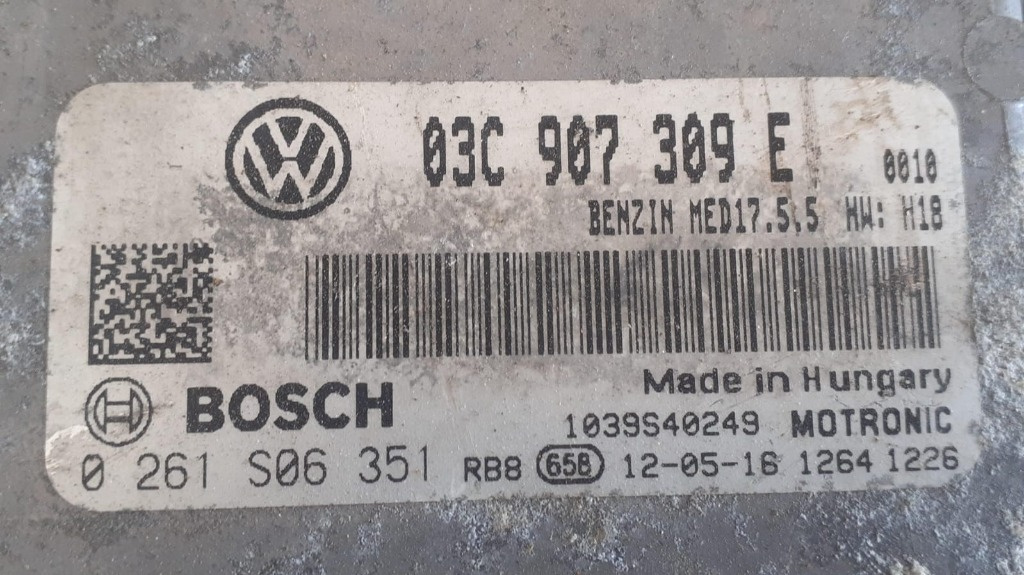 03C 907 309 E 0010
BENZIN MED17.5.5 HW: H18
Made in Hungary
BOSCH
1039S40249 MOTRONIC
0 261 S06 351 RB8 658 12-05-16 1264 1226